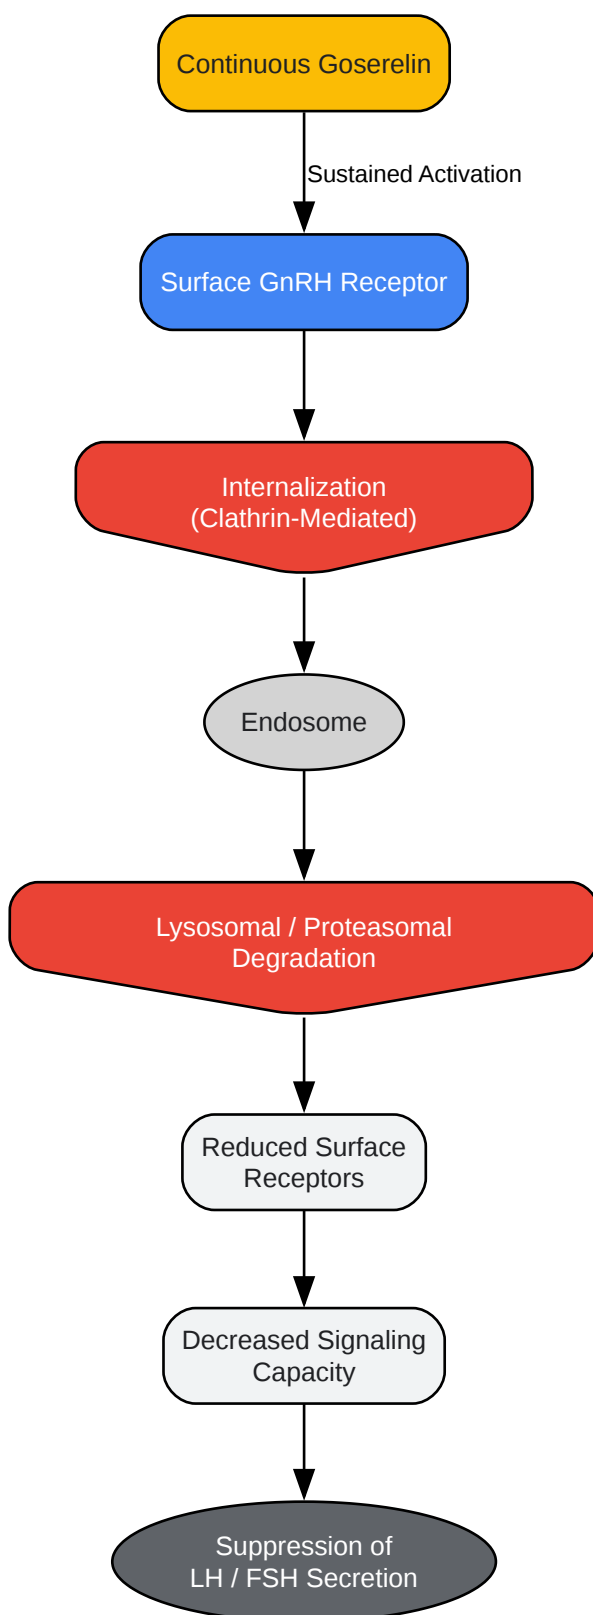 Continuous Goserelin
Sustained Activation
Surface GnRH Receptor
Internalization
(Clathrin-Mediated)
Endosome
Lysosomal / Proteasomal
Degradation
Reduced Surface
Receptors
Decreased Signaling
Capacity
Suppression of
LH / FSH Secretion